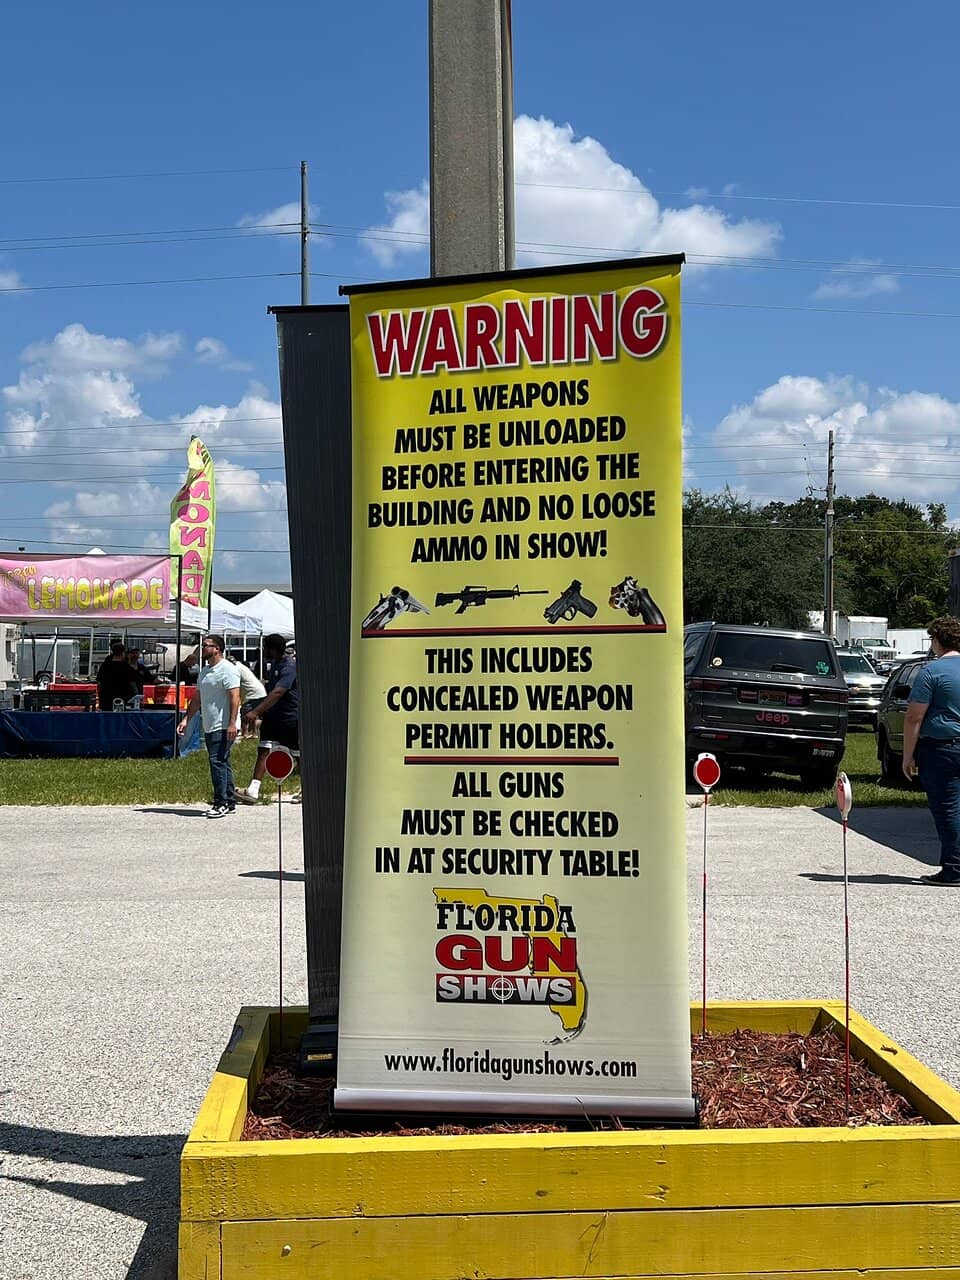 WARNING
ALL WEAPONS
MUST BE UNLOADED
BEFORE ENTERING THE
BUILDING AND NO LOOSE
AMMO IN SHOW!
THIS INCLUDES
CONCEALED WEAPON
PERMIT HOLDERS.
ALL GUNS
MUST BE CHECKED
IN AT SECURITY TABLE!
FLORIDA
GUN
SHOWS
www.floridagunshows.com
LEMONADE
WAGONEER
Jeep